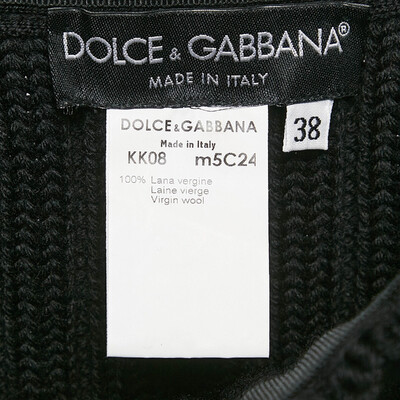 DOLCE & GABBANA®
MADE IN ITALY
38
DOLCE&GABBANA
Made in Italy
KK08 m5C24
100% Lana vergine
Laine vierge
Virgin wool